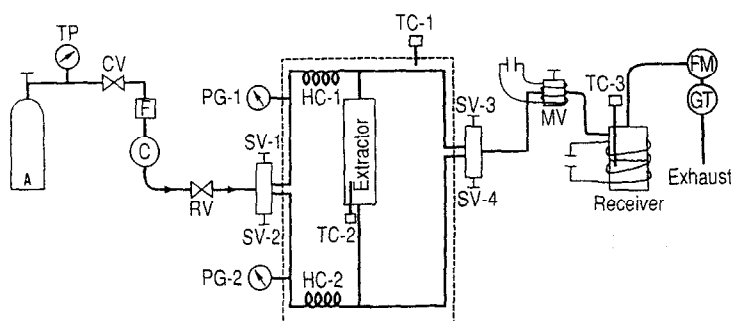 TP
CV
F
C
A
RV
PG-1
PG-2
SV-1
SV-2
HC-1
HC-2
Extractor
TC-2
TC-1
SV-3
SV-4
MV
TC-3
Receiver
FM
GT
Exhaust